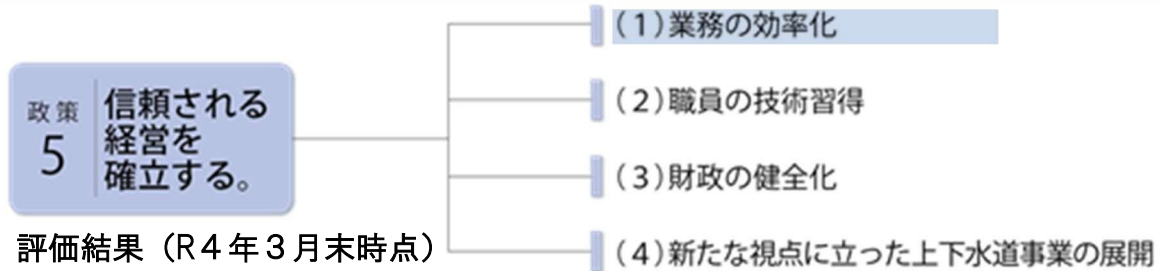 政策
5
信頼される
経営を
確立する。
評価結果（R４年３月末時点）
(1)業務の効率化
(2)職員の技術習得
(3)財政の健全化
(4)新たな視点に立った上下水道事業の展開